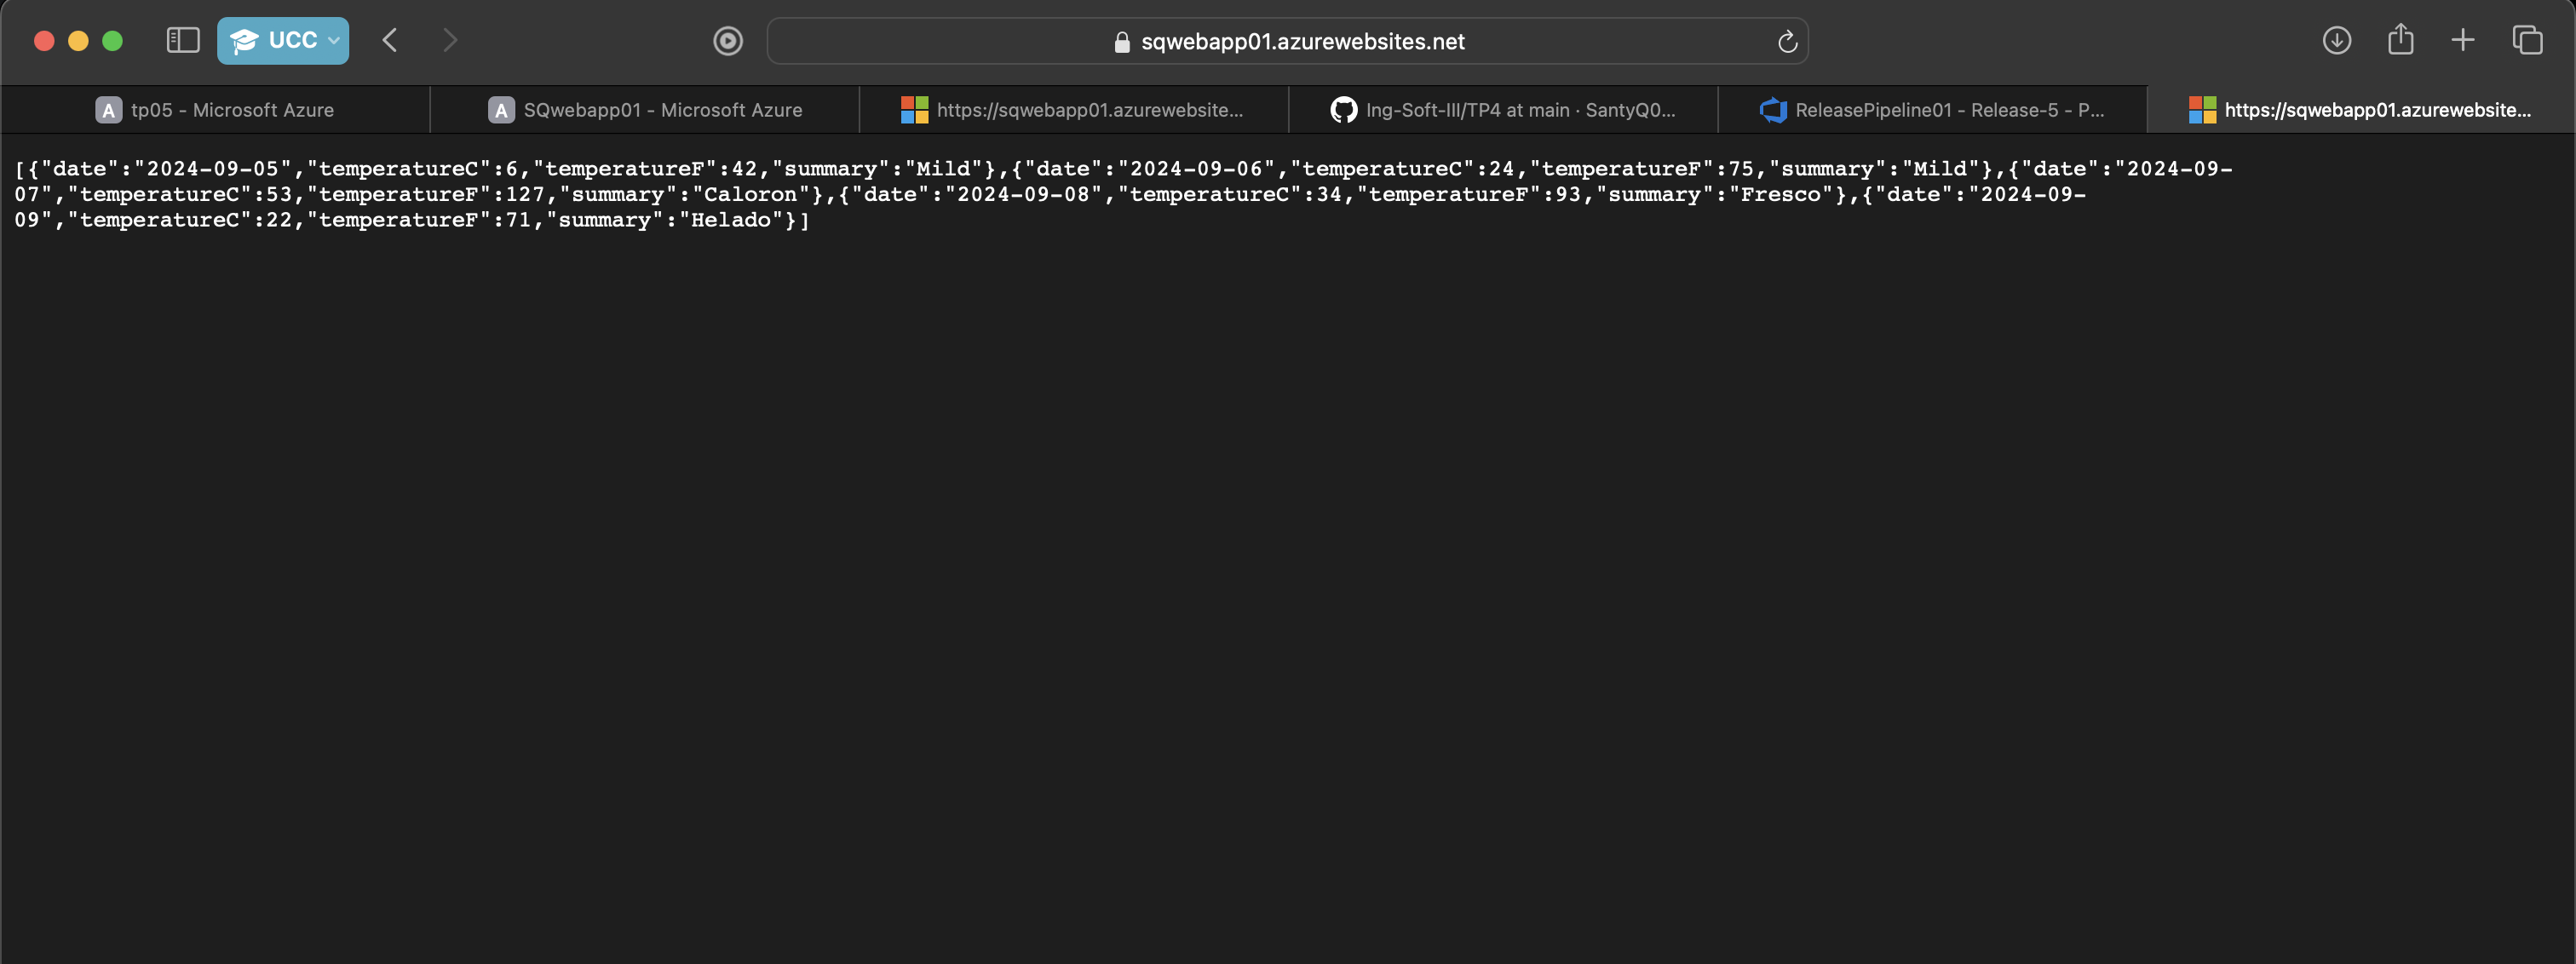 UCC
sqwebapp01.azurewebsites.net
A tp05 - Microsoft Azure
A SQwebapp01 - Microsoft Azure
https://sqwebapp01.azurewebsite...
Ing-Soft-III/TP4 at main · SantyQ0...
ReleasePipeline01 - Release-5 - P...
https://sqwebapp01.azurewebsite...
[{"date":"2024-09-05","temperatureC":6,"temperatureF":42,"summary":"Mild"},{"date":"2024-09-06","temperatureC":24,"temperatureF":75,"summary":"Mild"},{"date":"2024-09-
07","temperatureC":53,"temperatureF":127,"summary":"Caloron"},{"date":"2024-09-08","temperatureC":34,"temperatureF":93,"summary":"Fresco"},{"date":"2024-09-
09","temperatureC":22,"temperatureF":71,"summary":"Helado"}]